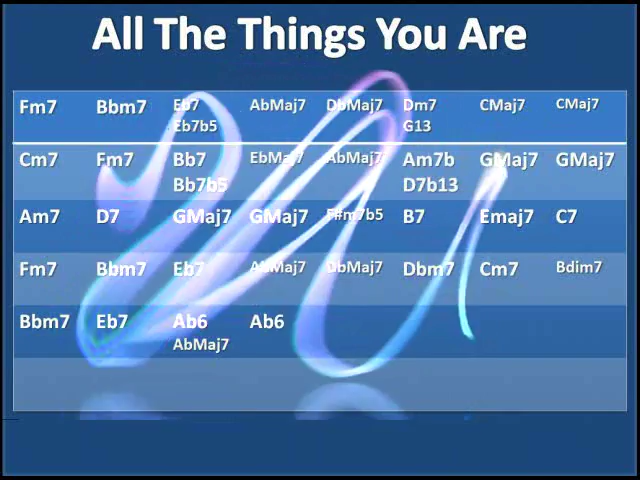 All The Things You Are
Fm7 Bbm7 Eb7 AbMaj7 DbMaj7 Dm7 CMaj7 CMaj7
Eb7b5 G13
Cm7 Fm7 Bb7 EbMaj7 AbMaj7 Am7b GMaj7 GMaj7
Bb7b5 D7b13
Am7 D7 GMaj7 GMaj7 F#m7b5 B7 Emaj7 C7
Fm7 Bbm7 Eb7 AbMaj7 DbMaj7 Dbm7 Cm7 Bdim7
Bbm7 Eb7 Ab6 Ab6
AbMaj7